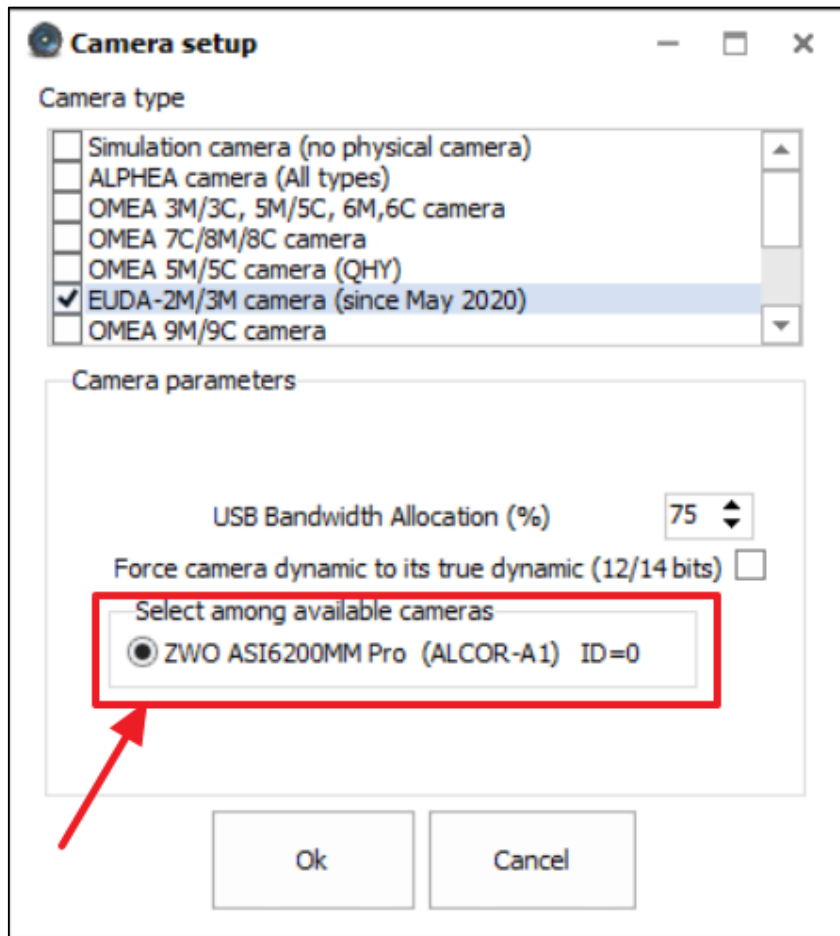 Camera setup
Camera type
Simulation camera (no physical camera)
ALPHEA camera (All types)
OMEA 3M/3C, 5M/5C, 6M,6C camera
OMEA 7C/8M/8C camera
OMEA 5M/5C camera (QHY)
EUDA-2M/3M camera (since May 2020)
OMEA 9M/9C camera
Camera parameters
USB Bandwidth Allocation (%) 75
Force camera dynamic to its true dynamic (12/14 bits)
Select among available cameras
ZWO ASI6200MM Pro (ALCOR-A1) ID=0
Ok Cancel